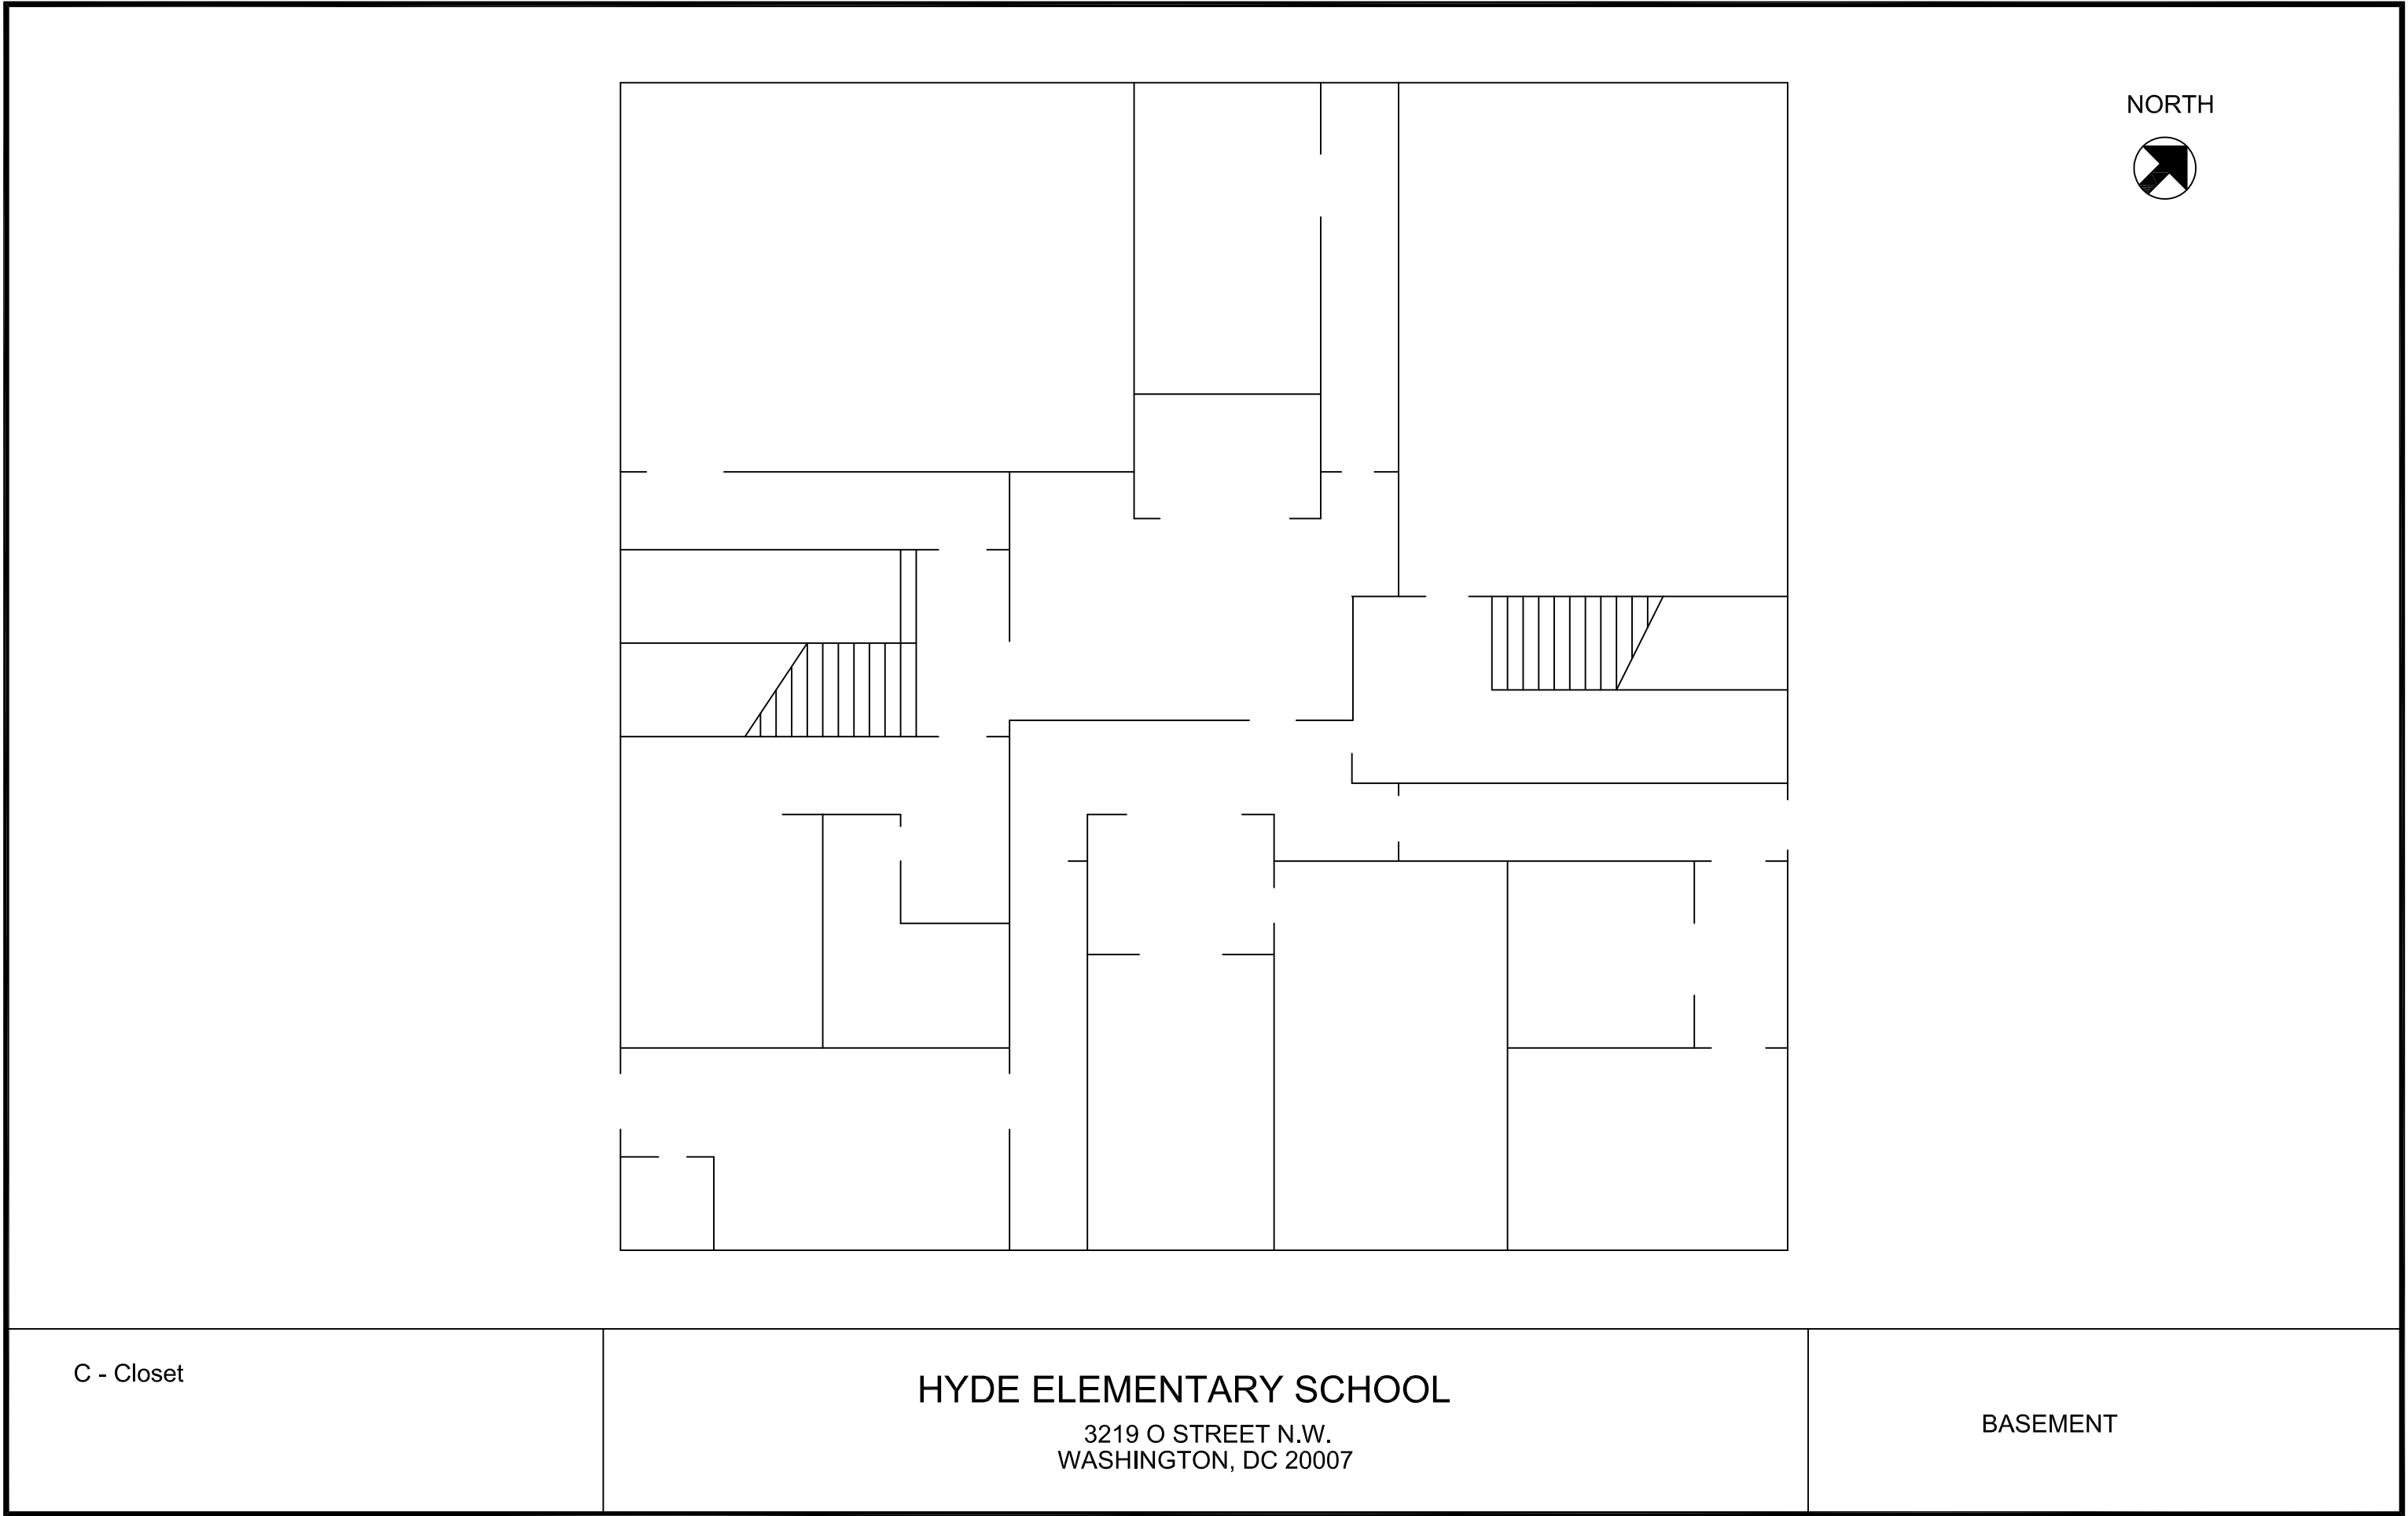 NORTH
C - Closet
HYDE ELEMENTARY SCHOOL
3219 O STREET N.W.
WASHINGTON, DC 20007
BASEMENT